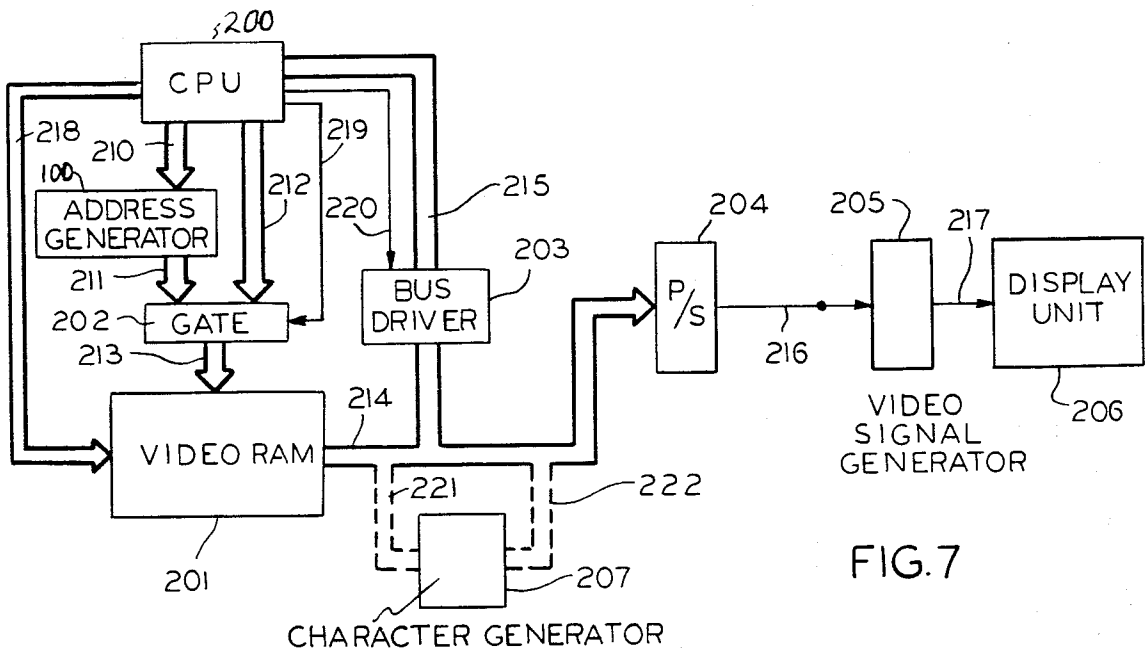 200
CPU
218
210
219
212
215
100
ADDRESS
GENERATOR
220
204
205
217
211
203
202
GATE
BUS
DRIVER
P/S
DISPLAY
UNIT
213
216
214
206
VIDEO RAM
VIDEO
SIGNAL
GENERATOR
221
222
201
207
FIG.7
CHARACTER GENERATOR